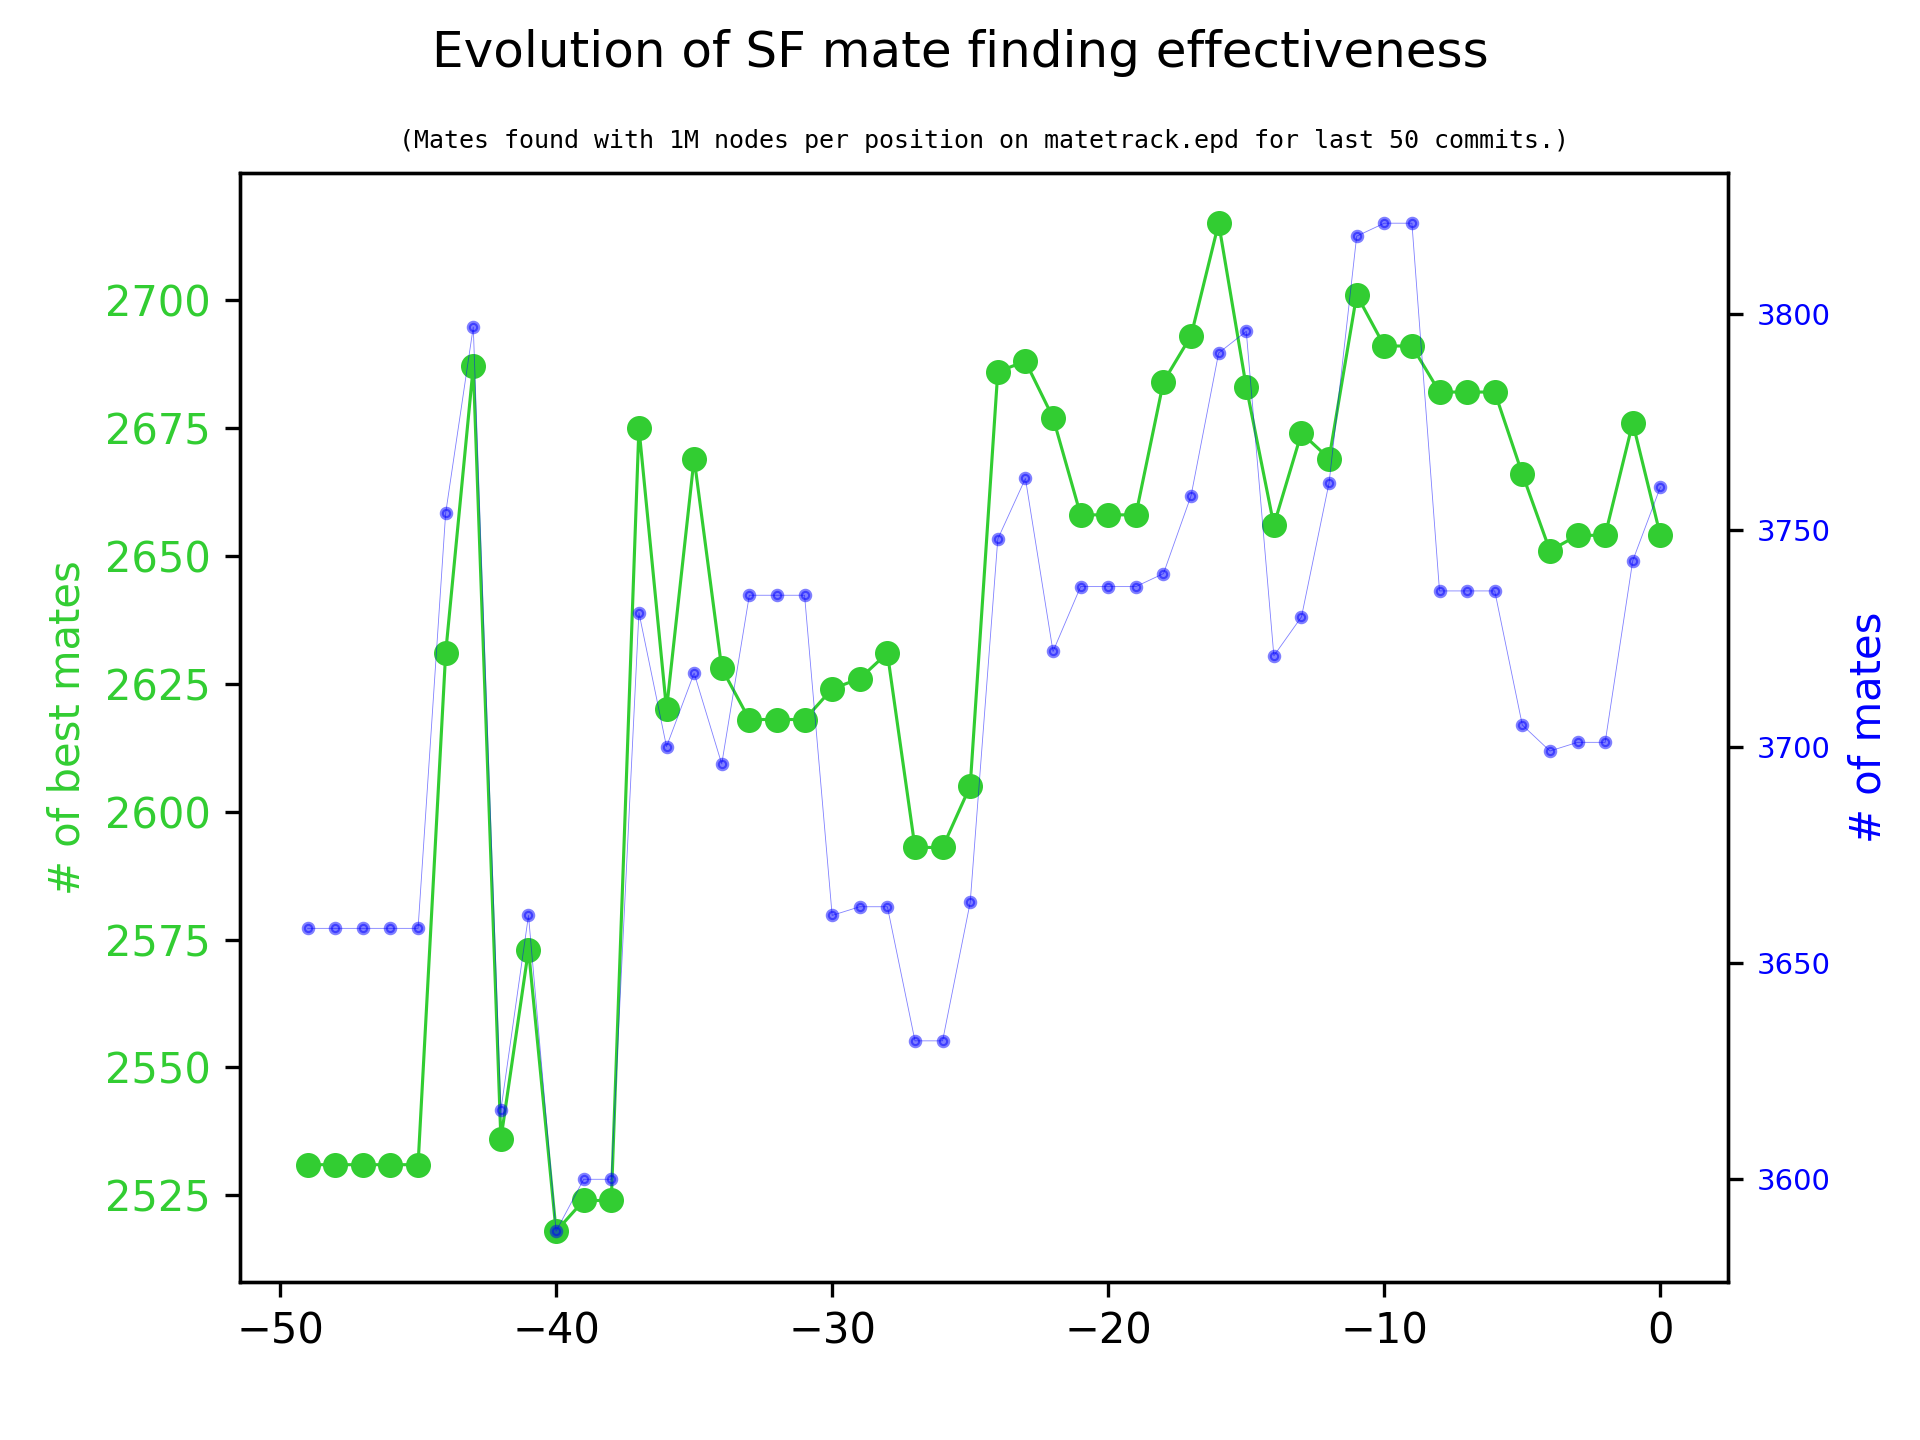 Evolution of SF mate finding effectiveness
(Mates found with 1M nodes per position on matetrack.epd for last 50 commits.)
# of best mates
2700
2675
2650
2625
2600
2575
2550
2525
3800
3750
3700
3650
3600
# of mates
−50 −40 −30 −20 −10 0